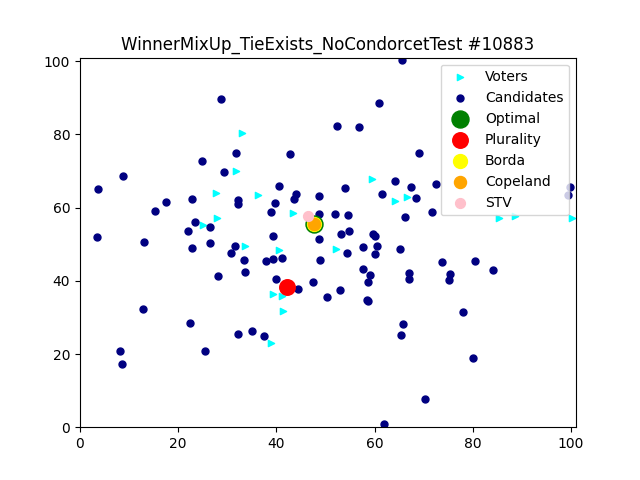 WinnerMixUp_TieExists_NoCondorcetTest #10883
100
80
60
40
20
0
0 20 40 60 80 100
Voters
Candidates
Optimal
Plurality
Borda
Copeland
STV